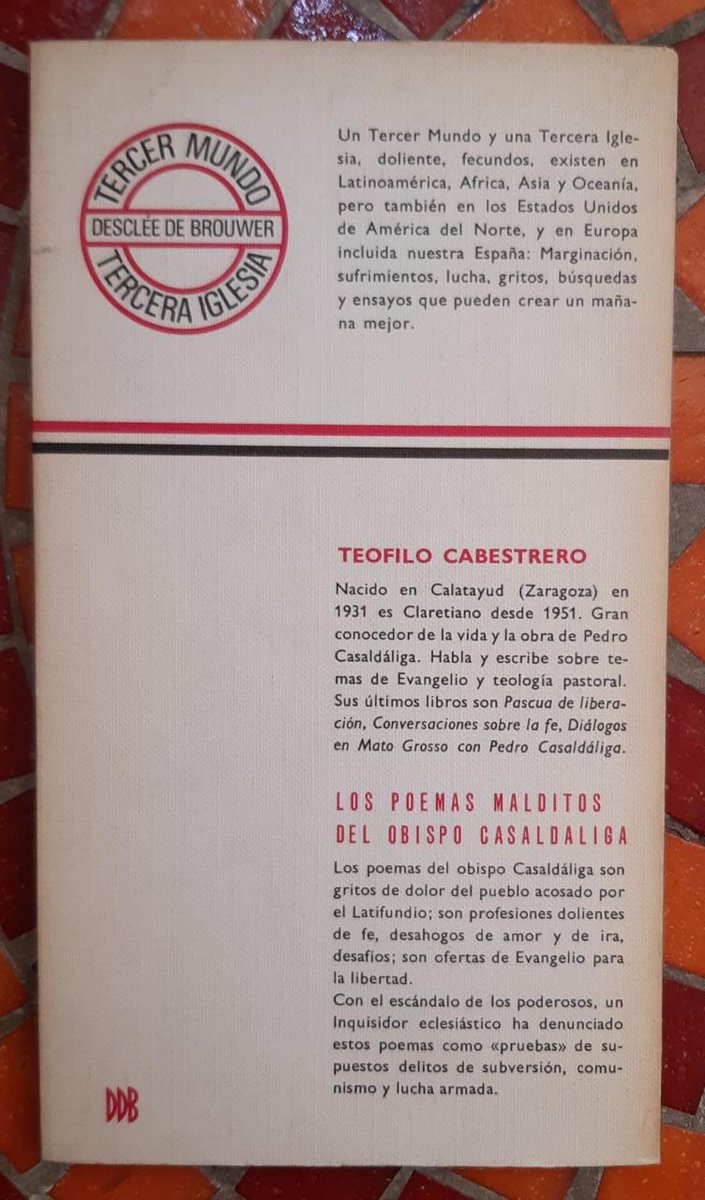 TERCER MUNDO
DESCLÉE DE BROUWER
TERCERA IGLESIA
Un Tercer Mundo y una Tercera Igle-
sia, doliente, fecundos, existen en
Latinoamérica, Africa, Asia y Oceanía,
pero también en los Estados Unidos
de América del Norte, y en Europa
incluida nuestra España: Marginación,
sufrimientos, lucha, gritos, búsquedas
y ensayos que pueden crear un maña-
na mejor.
TEOFILO CABESTRERO
Nacido en Calatayud (Zaragoza) en
1931 es Claretiano desde 1951. Gran
conocedor de la vida y la obra de Pedro
Casaldáliga. Habla y escribe sobre te-
mas de Evangelio y teología pastoral.
Sus últimos libros son Pascua de libera-
ción, Conversaciones sobre la fe, Diálogos
en Mato Grosso con Pedro Casaldáliga.
LOS POEMAS MALDITOS
DEL OBISPO CASALDALIGA
Los poemas del obispo Casaldáliga son
gritos de dolor del pueblo acosado por
el Latifundio; son profesiones dolientes
de fe, desahogos de amor y de ira,
desafíos; son ofertas de Evangelio para
la libertad.
Con el escándalo de los poderosos, un
Inquisidor eclesiástico ha denunciado
estos poemas como «pruebas» de su-
puestos delitos de subversión, comu-
nismo y lucha armada.
DDB